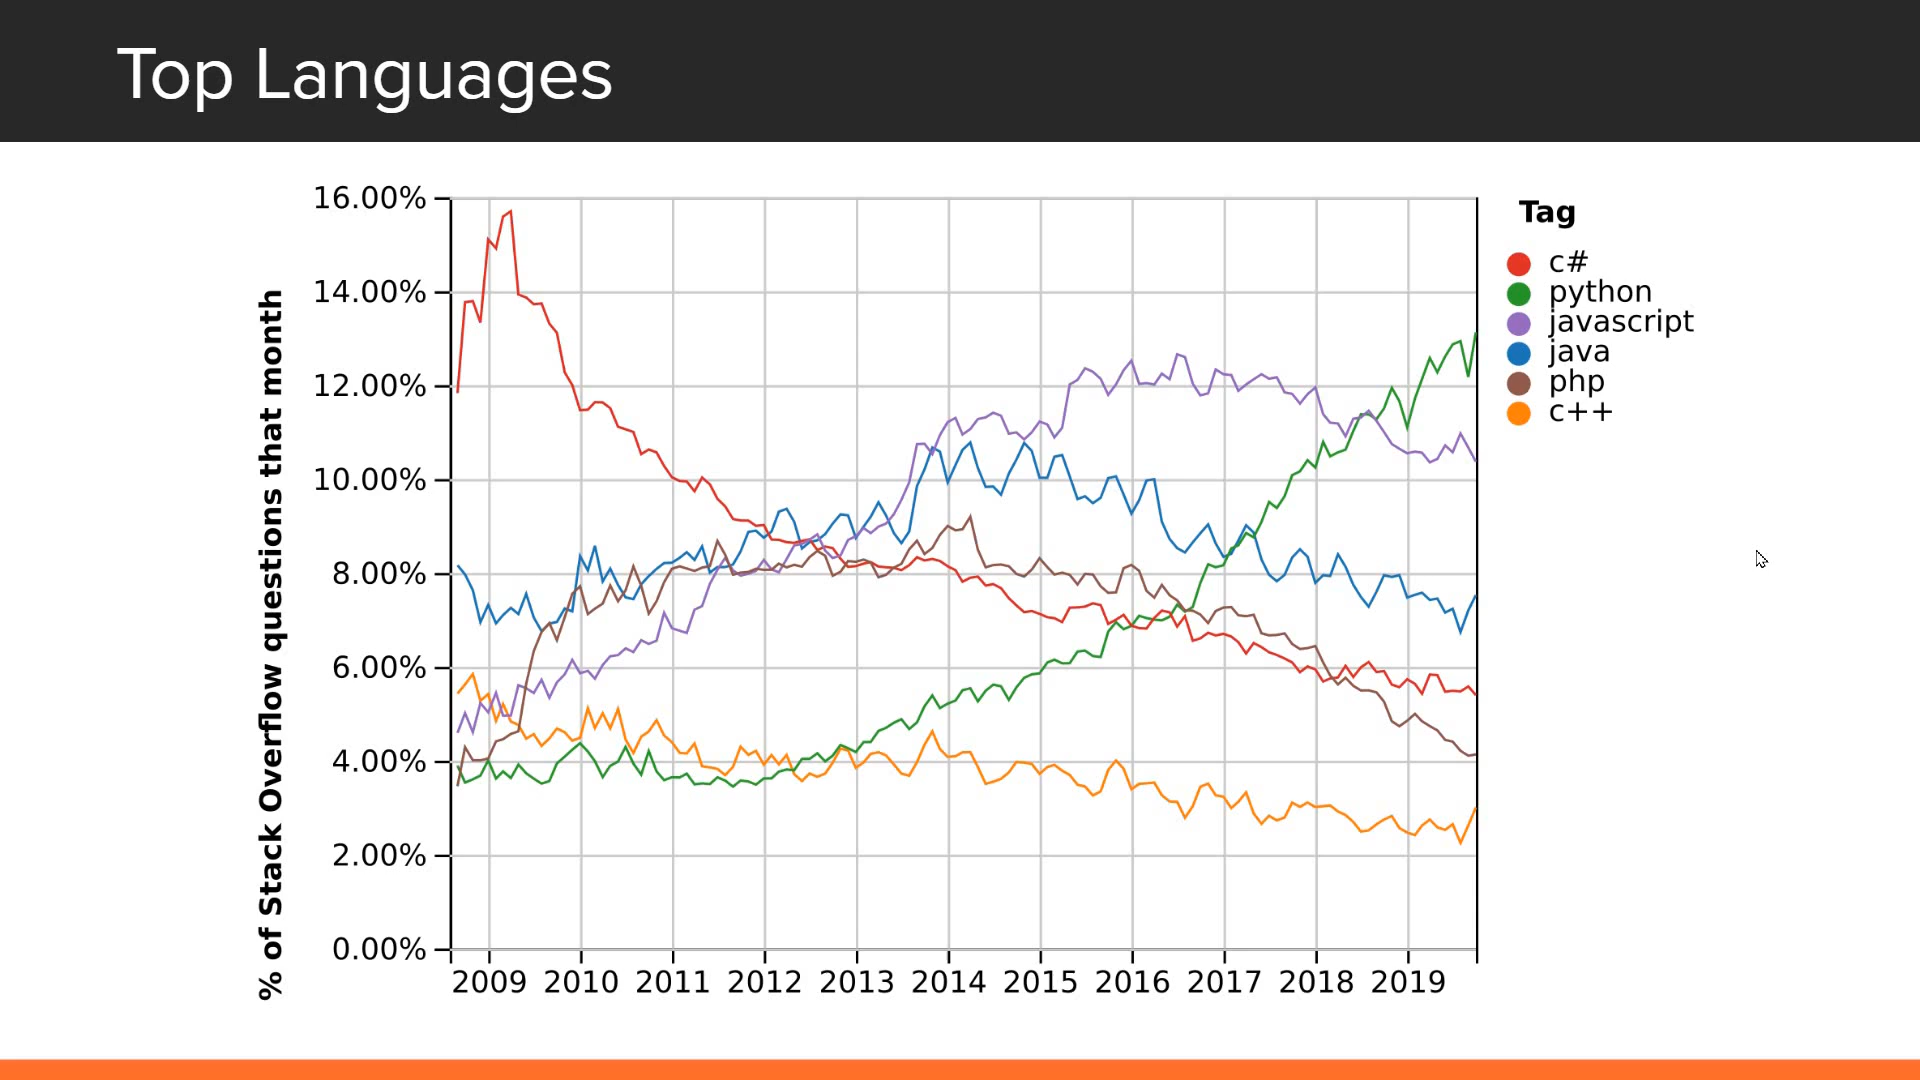 Top Languages
% of Stack Overflow questions that month
16.00%
14.00%
12.00%
10.00%
8.00%
6.00%
4.00%
2.00%
0.00%
2009 2010 2011 2012 2013 2014 2015 2016 2017 2018 2019
Tag
c#
python
javascript
java
php
c++